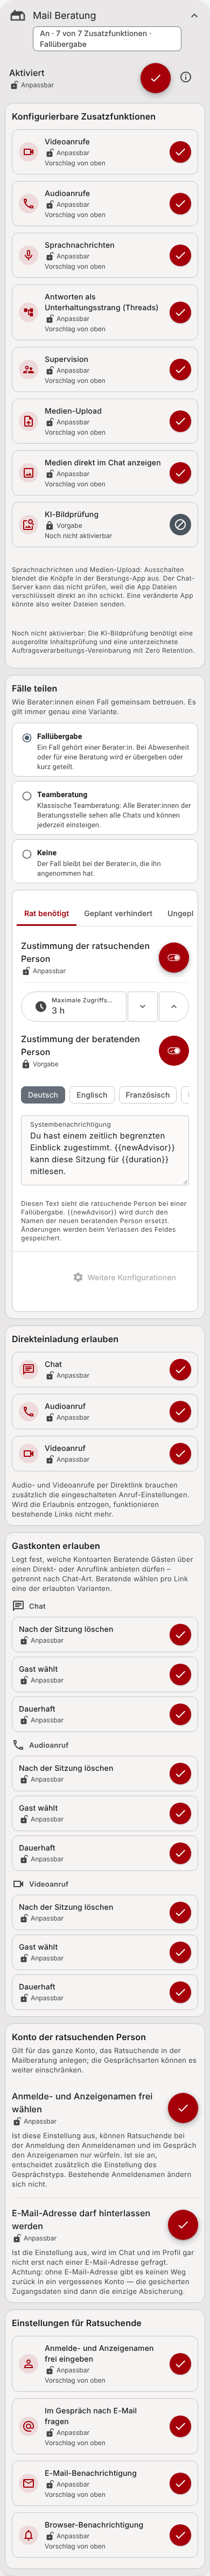 Mail Beratung
An · 7 von 7 Zusatzfunktionen ·
Fallübergabe
Aktiviert
Anpassbar
Konfigurierbare Zusatzfunktionen
Videoanrufe
Anpassbar
Vorschlag von oben
Audioanrufe
Anpassbar
Vorschlag von oben
Sprachnachrichten
Anpassbar
Vorschlag von oben
Antworten als
Unterhaltungsstrang (Threads)
Anpassbar
Vorschlag von oben
Supervision
Anpassbar
Vorschlag von oben
Medien-Upload
Anpassbar
Vorschlag von oben
Medien direkt im Chat anzeigen
Anpassbar
Vorschlag von oben
KI-Bildprüfung
Vorgabe
Noch nicht aktivierbar
Sprachnachrichten und Medien-Upload: Ausschalten
blendet die Knöpfe in der Beratungs-App aus. Der Chat-
Server kann das nicht prüfen, weil die App Dateien
verschlüsselt direkt an ihn schickt. Eine veränderte App
könnte also weiter Dateien senden.
Noch nicht aktivierbar: Die KI-Bildprüfung benötigt eine
ausgerollte Inhaltsprüfung und eine unterzeichnete
Auftragsverarbeitungs-Vereinbarung mit Zero Retention.
Fälle teilen
Wie Berater:innen einen Fall gemeinsam betreuen. Es
gilt immer genau eine Variante.
Fallübergabe
Ein Fall gehört einer Berater:in. Bei Abwesenheit
oder für eine Beratung wird er übergeben oder
kurz geteilt.
Teamberatung
Klassische Teamberatung: Alle Berater:innen der
Beratungsstelle sehen alle Chats und können
jederzeit einsteigen.
Keine
Der Fall bleibt bei der Berater:in, die ihn
angenommen hat.
Rat benötigt
Geplant verhindert
Ungepl
Zustimmung der ratsuchenden
Person
Anpassbar
Maximale Zugriffs...
3 h
Zustimmung der beratenden
Person
Vorgabe
Deutsch
Englisch
Französisch
Systembenachrichtigung
Du hast einem zeitlich begrenzten
Einblick zugestimmt. {{newAdvisor}}
kann diese Sitzung für {{duration}}
mitlesen.
Diesen Text sieht die ratsuchende Person bei einer
Fallübergabe. {{newAdvisor}} wird durch den
Namen der neuen beratenden Person ersetzt.
Änderungen werden beim Verlassen des Feldes
gespeichert.
Weitere Konfigurationen
Direkteinladung erlauben
Chat
Anpassbar
Audioanruf
Anpassbar
Videoanruf
Anpassbar
Audio- und Videoanrufe per Direktlink brauchen
zusätzlich die eingeschalteten Anruf-Einstellungen.
Wird die Erlaubnis entzogen, funktionieren
bestehende Links nicht mehr.
Gastkonten erlauben
Legt fest, welche Kontoarten Beratende Gästen über
einen Direkt- oder Anruflink anbieten dürfen –
getrennt nach Chat-Art. Beratende wählen pro Link
eine der erlaubten Varianten.
Chat
Nach der Sitzung löschen
Anpassbar
Gast wählt
Anpassbar
Dauerhaft
Anpassbar
Audioanruf
Nach der Sitzung löschen
Anpassbar
Gast wählt
Anpassbar
Dauerhaft
Anpassbar
Videoanruf
Nach der Sitzung löschen
Anpassbar
Gast wählt
Anpassbar
Dauerhaft
Anpassbar
Konto der ratsuchenden Person
Gilt für das ganze Konto, das Ratsuchende in der
Mailberatung anlegen; die Gesprächsarten können es
weiter einschränken.
Anmelde- und Anzeigenamen frei
wählen
Anpassbar
Ist diese Einstellung aus, können Ratsuchende bei
der Anmeldung den Anmeldenamen und im Gespräch
den Anzeigenamen nur würfeln. Ist sie an,
entscheidet zusätzlich die Einstellung des
Gesprächstyps. Bestehende Anmeldenamen ändern
sich nicht.
E-Mail-Adresse darf hinterlassen
werden
Anpassbar
Ist die Einstellung aus, wird im Chat und im Profil gar
nicht erst nach einer E-Mail-Adresse gefragt.
Achtung: ohne E-Mail-Adresse gibt es keinen Weg
zurück in ein vergessenes Konto — die gesicherten
Zugangsdaten sind dann die einzige Absicherung.
Einstellungen für Ratsuchende
Anmelde- und Anzeigenamen
frei eingeben
Anpassbar
Vorschlag von oben
Im Gespräch nach E-Mail
fragen
Anpassbar
Vorschlag von oben
E-Mail-Benachrichtigung
Anpassbar
Vorschlag von oben
Browser-Benachrichtigung
Anpassbar
Vorschlag von oben